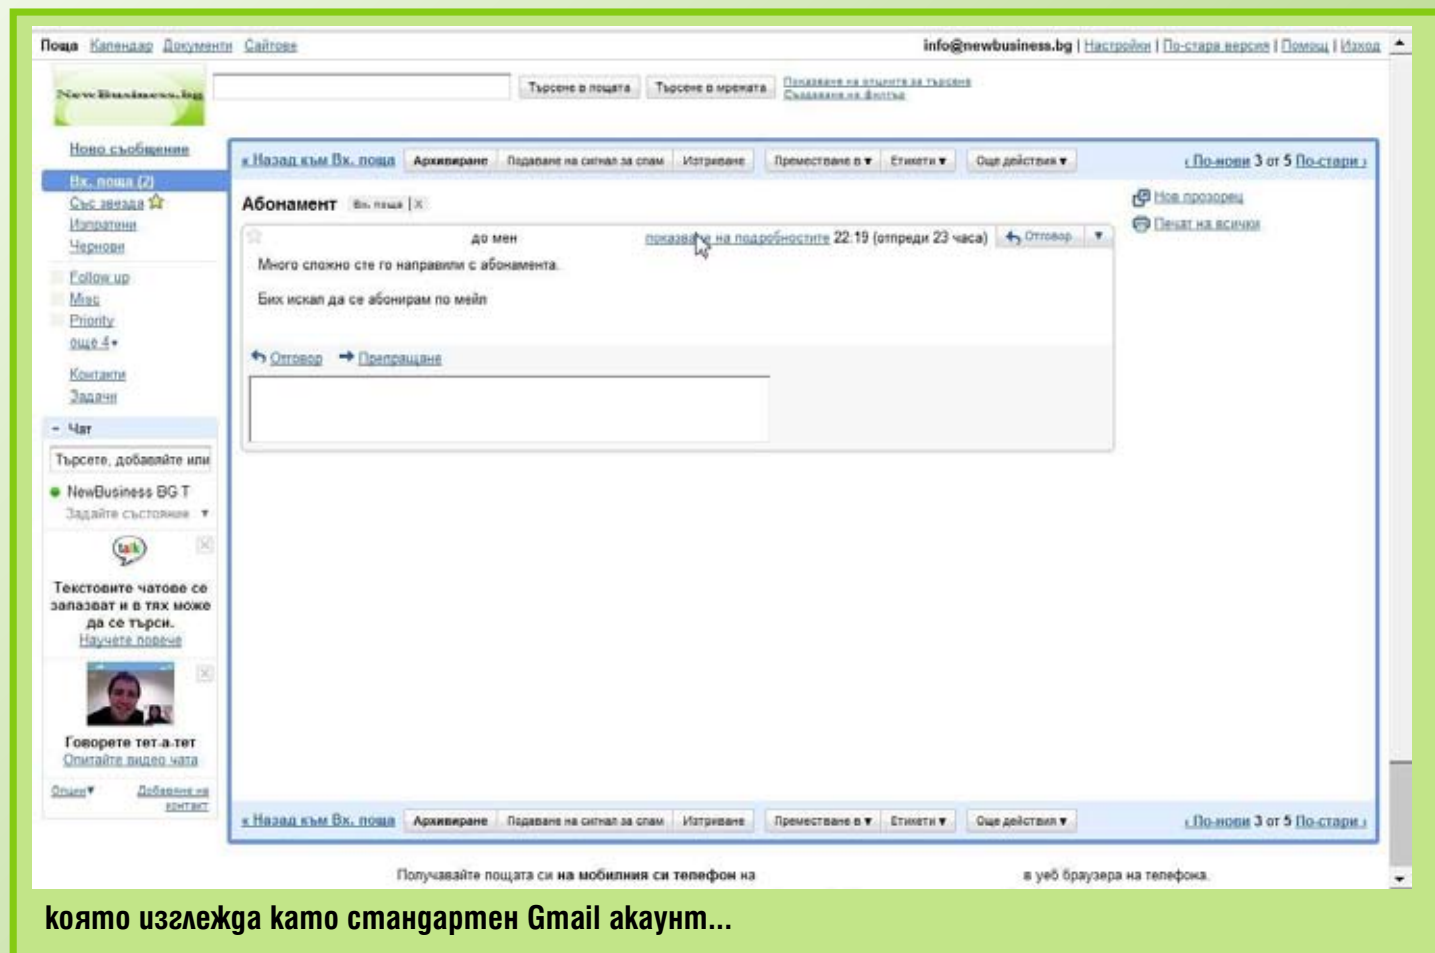 Поща Календар Документи Сайтове
info@newbusiness.bg | Настройки | По-стара версия | Помощ | Изход
NewBusiness.bg
Търсене в пощата
Търсене в мрежата
Показване на опциите за търсене
Създаване на филтър
Ново съобщение
Вх. поща (2)
Със звезда
Изпратени
Чернови
Follow up
Misc
Priority
още 4▾
Контакти
Задачи
« Назад към Вх. поща Архивиране Подаване на сигнал за спам Изтриване Преместване в ▾ Етикети ▾ Още действия ▾ ‹ По-нови 3 от 5 По-стари ›
Абонамент Вх. поща | X
Нов прозорец
Печат на всички
до мен показване на подробностите 22:19 (отпреди 23 часа) Отговор ▾
Много сложно сте го направили с абонамента.
Бих искал да се абонирам по мейл
Отговор Препращане
– Чат
Търсете, добавяйте или
NewBusiness BG T
Задайте състояние ▾
talk
Текстовите чатове се
запазват и в тях може
да се търси.
Научете повече
Говорете тет-а-тет
Опитайте видео чата
Опции▾ Добавяне на
контакт
« Назад към Вх. поща Архивиране Подаване на сигнал за спам Изтриване Преместване в ▾ Етикети ▾ Още действия ▾ ‹ По-нови 3 от 5 По-стари ›
Получавайте пощата си на мобилния си телефон на в уеб браузера на телефона.
която изглежда като стандартен Gmail акаунт...